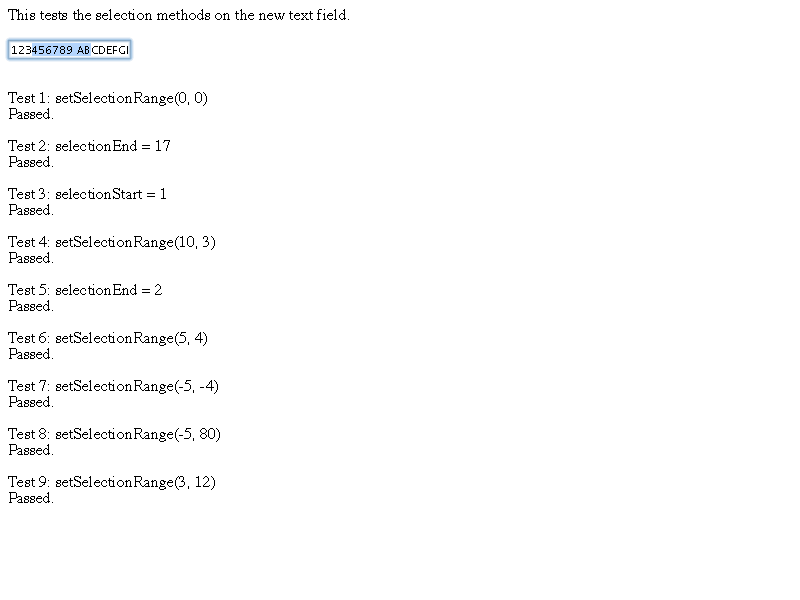 This tests the selection methods on the new text field.
123456789 ABCDEFG
Test 1: setSelectionRange(0, 0)
Passed.
Test 2: selectionEnd = 17
Passed.
Test 3: selectionStart = 1
Passed.
Test 4: setSelectionRange(10, 3)
Passed.
Test 5: selectionEnd = 2
Passed.
Test 6: setSelectionRange(5, 4)
Passed.
Test 7: setSelectionRange(-5, -4)
Passed.
Test 8: setSelectionRange(-5, 80)
Passed.
Test 9: setSelectionRange(3, 12)
Passed.